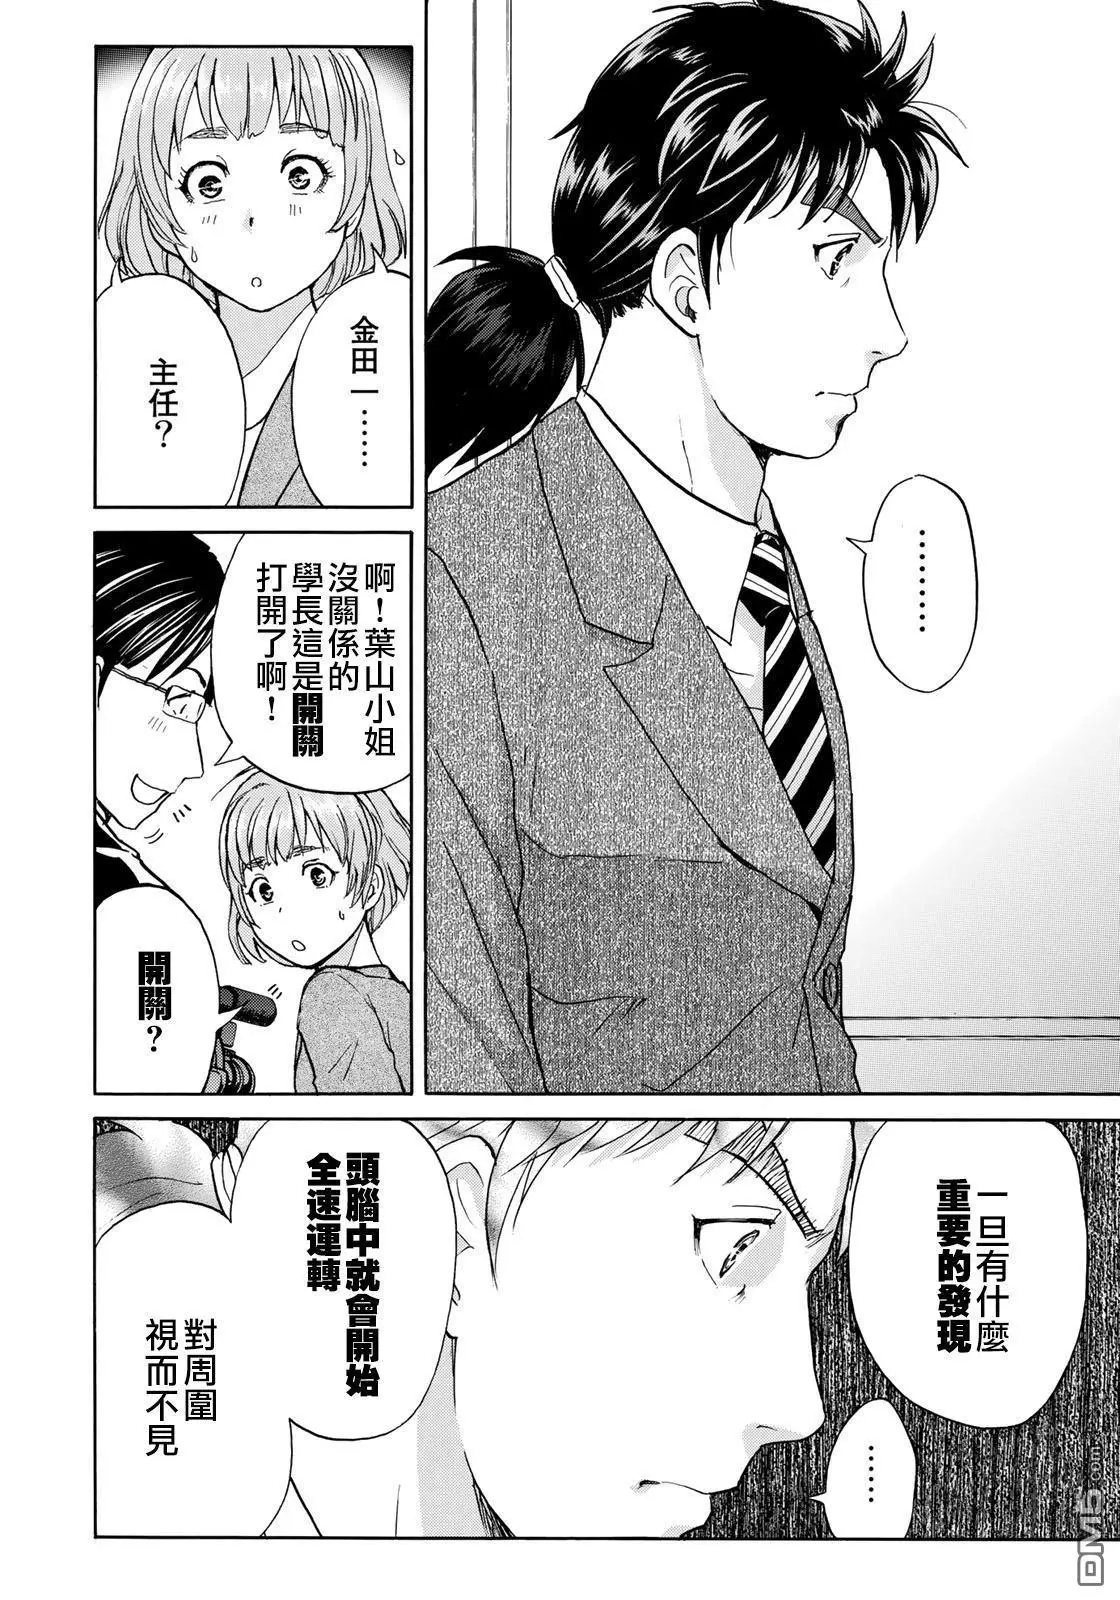 ………
金田一……
主任？
啊！葉山小姐
沒關係的
學長這是開關
打開了啊！
開關？
一旦有什麼
重要的發現
……
頭腦中就會開始
全速運轉
對周圍
視而不見
DM5
.com